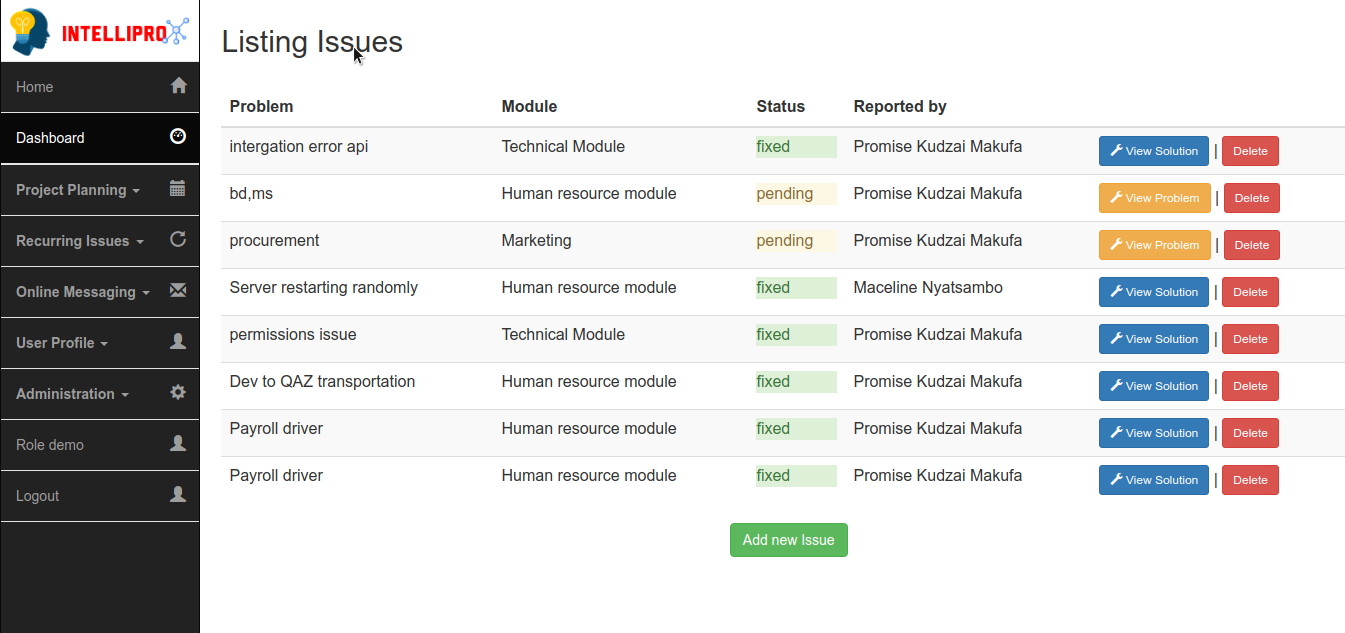 INTELLIPRO
Home
Dashboard
Project Planning
Recurring Issues
Online Messaging
User Profile
Administration
Role demo
Logout
Listing Issues
Problem Module Status Reported by
intergation error api Technical Module fixed Promise Kudzai Makufa View Solution | Delete
bd,ms Human resource module pending Promise Kudzai Makufa View Problem | Delete
procurement Marketing pending Promise Kudzai Makufa View Problem | Delete
Server restarting randomly Human resource module fixed Maceline Nyatsambo View Solution | Delete
permissions issue Technical Module fixed Promise Kudzai Makufa View Solution | Delete
Dev to QAZ transportation Human resource module fixed Promise Kudzai Makufa View Solution | Delete
Payroll driver Human resource module fixed Promise Kudzai Makufa View Solution | Delete
Payroll driver Human resource module fixed Promise Kudzai Makufa View Solution | Delete
Add new Issue